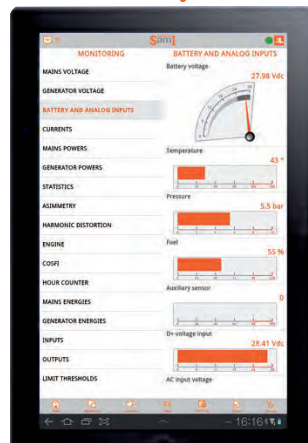 Sam1
MONITORING
MAINS VOLTAGE
GENERATOR VOLTAGE
BATTERY AND ANALOG INPUTS
CURRENTS
MAINS POWERS
GENERATOR POWERS
STATISTICS
ASIMMETRY
HARMONIC DISTORTION
ENGINE
COSFI
HOUR COUNTER
MAINS ENERGIES
GENERATOR ENERGIES
INPUTS
OUTPUTS
LIMIT THRESHOLDS
BATTERY AND ANALOG INPUTS
Battery voltage
27.98 Vdc
Temperature
43 °
Pressure
5.5 bar
Fuel
55 %
Auxiliary sensor
0
D+ voltage input
28.41 Vdc
AC input voltage
16:16